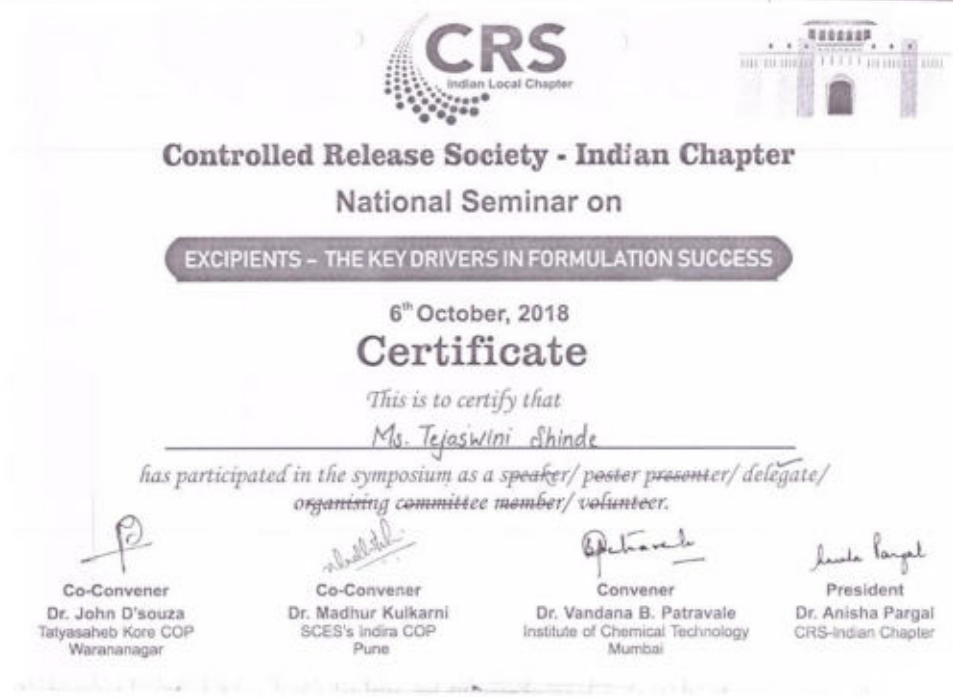 CRS
Indian Local Chapter
Controlled Release Society - Indian Chapter
National Seminar on
EXCIPIENTS – THE KEY DRIVERS IN FORMULATION SUCCESS
6th October, 2018
Certificate
This is to certify that
Ms. Tejaswini Shinde
has participated in the symposium as a speaker/ poster presenter/ delegate/
organising committee member/ volunteer.
Co-Convener Co-Convener Convener President
Dr. John D'souza Dr. Madhur Kulkarni Dr. Vandana B. Patravale Dr. Anisha Pargal
Tatyasaheb Kore COP SCES's Indira COP Institute of Chemical Technology CRS-Indian Chapter
Warananagar Pune Mumbai